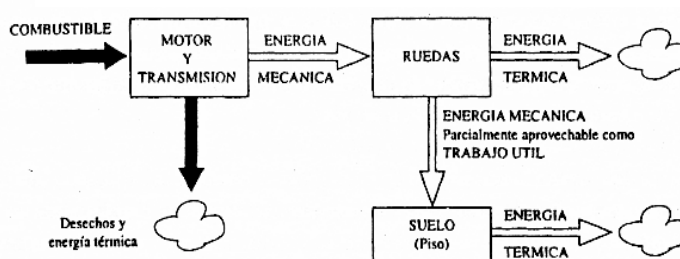 COMBUSTIBLE
MOTOR
Y
TRANSMISION
ENERGIA
MECANICA
RUEDAS
ENERGIA
TERMICA
ENERGIA MECANICA
Parcialmente aprovechable como
TRABAJO UTIL
Desechos y
energía térmica
SUELO
(Piso)
ENERGIA
TERMICA